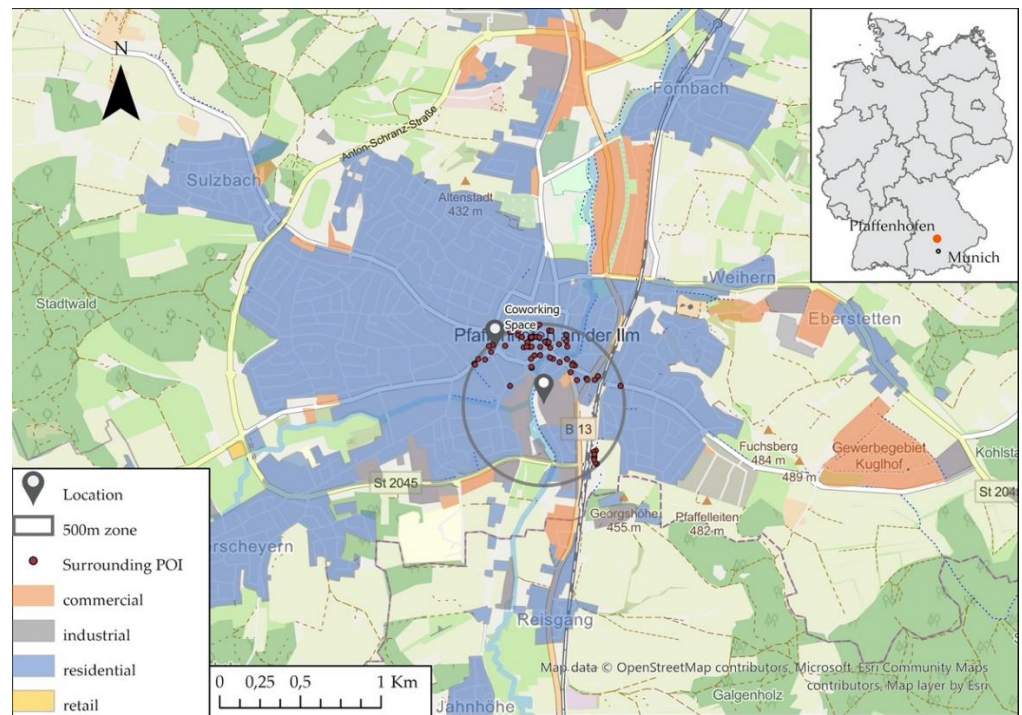 N
Fornbach
Anton-Schranz-Straße
Sulzbach
Altenstadt
432 m
Pfaffenhofen
Munich
Weihern
Stadtwald
Coworking
Space
Eberstetten
B 13
Fuchsberg
484 m
489 m
Gewerbegebiet
Kuglhof
St 2045
Georgshöhe
455 m
Pfaffelleiten
482 m
Reisgang
Jahnhöhe
Galgenholz
Location
500m zone
Surrounding POI
commercial
industrial
residential
retail
0 0,25 0,5 1 Km
Map data © OpenStreetMap contributors, Microsoft, Esri Community Maps
contributors, Map layer by Esri